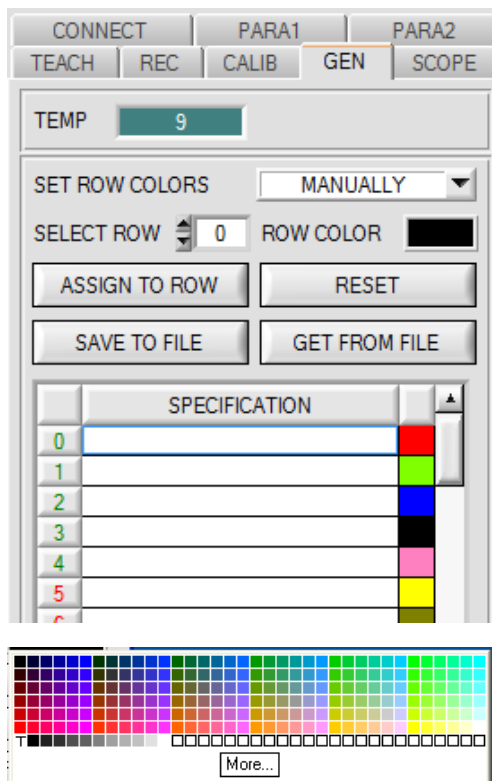 CONNECT PARA1 PARA2
TEACH REC CALIB GEN SCOPE
TEMP 9
SET ROW COLORS MANUALLY
SELECT ROW 0 ROW COLOR
ASSIGN TO ROW RESET
SAVE TO FILE GET FROM FILE
SPECIFICATION
0
1
2
3
4
5
6
T
More...